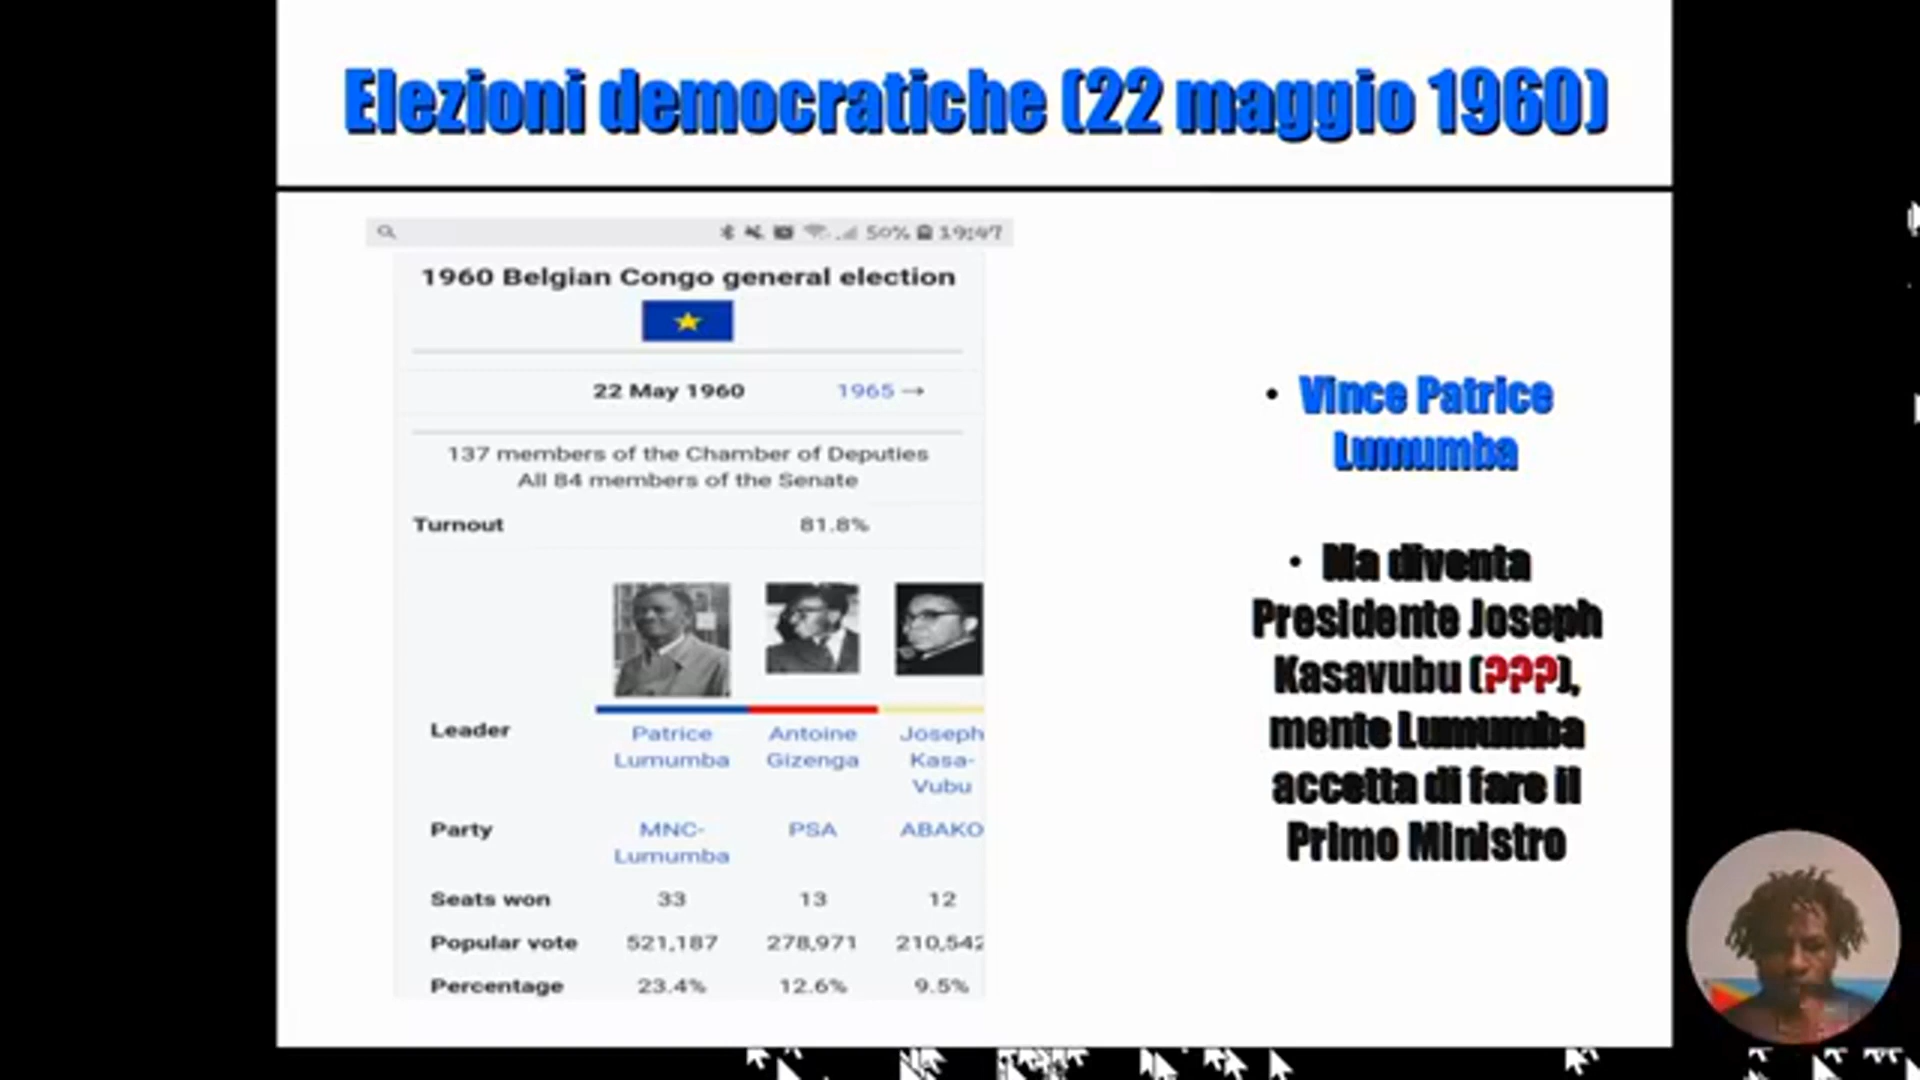 Elezioni democratiche (22 maggio 1960)
50% 19:47
1960 Belgian Congo general election
22 May 1960 1965 →
137 members of the Chamber of Deputies
All 84 members of the Senate
Turnout 81.8%
Leader Patrice Lumumba Antoine Gizenga Joseph Kasa-Vubu
Party MNC-Lumumba PSA ABAKO
Seats won 33 13 12
Popular vote 521,187 278,971 210,542
Percentage 23.4% 12.6% 9.5%
• Vince Patrice
Lumumba
• Ma diventa
Presidente Joseph
Kasavubu (???),
mente Lumumba
accetta di fare il
Primo Ministro